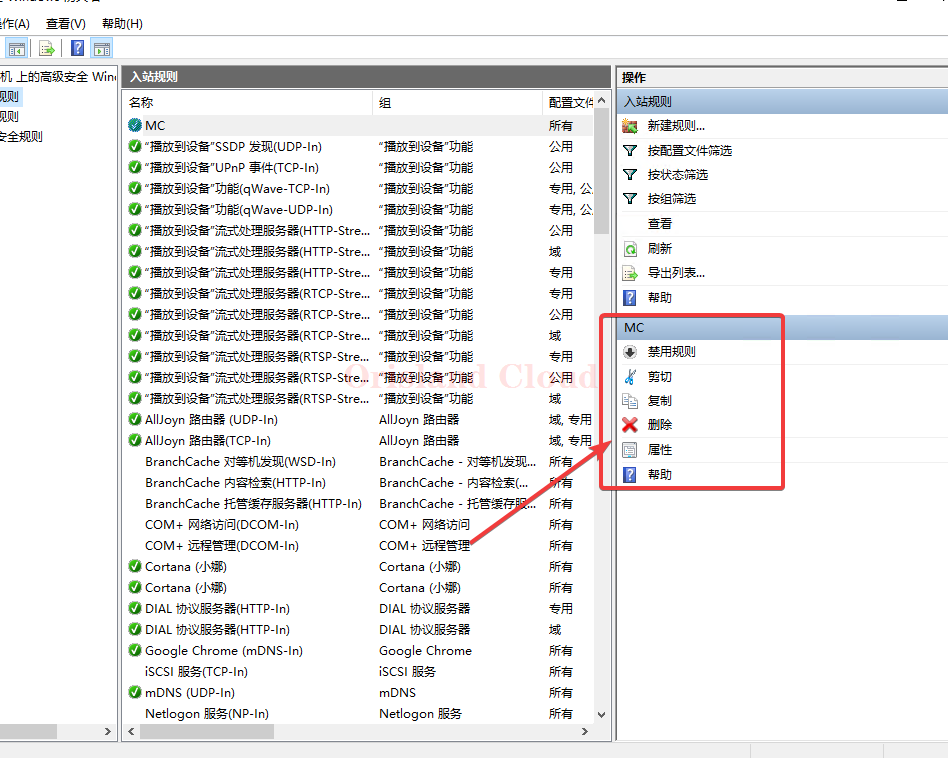 操作(A) 查看(V) 帮助(H)
机 上的高级安全 Win
规则
规则
安全规则
入站规则
名称 组 配置文件
MC 所有
“播放到设备”SSDP 发现(UDP-In) “播放到设备”功能 公用
“播放到设备”UPnP 事件(TCP-In) “播放到设备”功能 公用
“播放到设备”功能(qWave-TCP-In) “播放到设备”功能 专用, 公
“播放到设备”功能(qWave-UDP-In) “播放到设备”功能 专用, 公
“播放到设备”流式处理服务器(HTTP-Stre... “播放到设备”功能 公用
“播放到设备”流式处理服务器(HTTP-Stre... “播放到设备”功能 域
“播放到设备”流式处理服务器(HTTP-Stre... “播放到设备”功能 专用
“播放到设备”流式处理服务器(RTCP-Stre... “播放到设备”功能 专用
“播放到设备”流式处理服务器(RTCP-Stre... “播放到设备”功能 公用
“播放到设备”流式处理服务器(RTCP-Stre... “播放到设备”功能 域
“播放到设备”流式处理服务器(RTSP-Stre... “播放到设备”功能 专用
“播放到设备”流式处理服务器(RTSP-Stre... “播放到设备”功能 公用
“播放到设备”流式处理服务器(RTSP-Stre... “播放到设备”功能 域
AllJoyn 路由器 (UDP-In) AllJoyn 路由器 域, 专用
AllJoyn 路由器(TCP-In) AllJoyn 路由器 域, 专用
BranchCache 对等机发现(WSD-In) BranchCache - 对等机发现... 所有
BranchCache 内容检索(HTTP-In) BranchCache - 内容检索(... 所有
BranchCache 托管缓存服务器(HTTP-In) BranchCache - 托管缓存服... 所有
COM+ 网络访问(DCOM-In) COM+ 网络访问 所有
COM+ 远程管理(DCOM-In) COM+ 远程管理 所有
Cortana (小娜) Cortana (小娜) 所有
Cortana (小娜) Cortana (小娜) 所有
DIAL 协议服务器(HTTP-In) DIAL 协议服务器 专用
DIAL 协议服务器(HTTP-In) DIAL 协议服务器 域
Google Chrome (mDNS-In) Google Chrome 所有
iSCSI 服务(TCP-In) iSCSI 服务 所有
mDNS (UDP-In) mDNS 所有
Netlogon 服务(NP-In) Netlogon 服务 所有
操作
入站规则
新建规则...
按配置文件筛选
按状态筛选
按组筛选
查看
刷新
导出列表...
帮助
MC
禁用规则
剪切
复制
删除
属性
帮助
Cloud